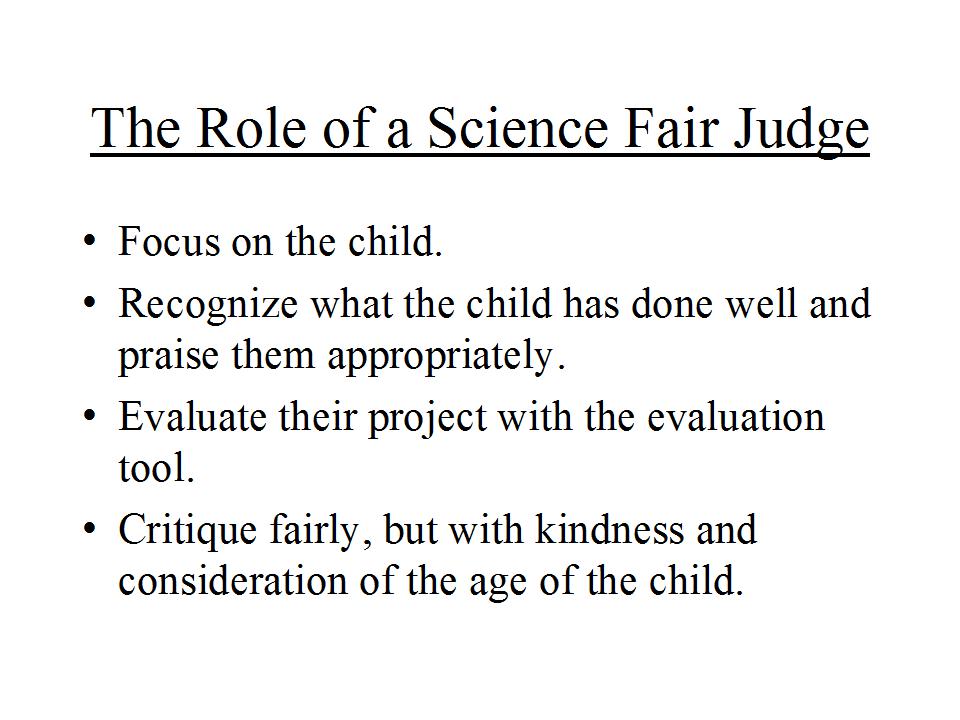 The Role of a Science Fair Judge
• Focus on the child.
• Recognize what the child has done well and
praise them appropriately.
• Evaluate their project with the evaluation
tool.
• Critique fairly, but with kindness and
consideration of the age of the child.